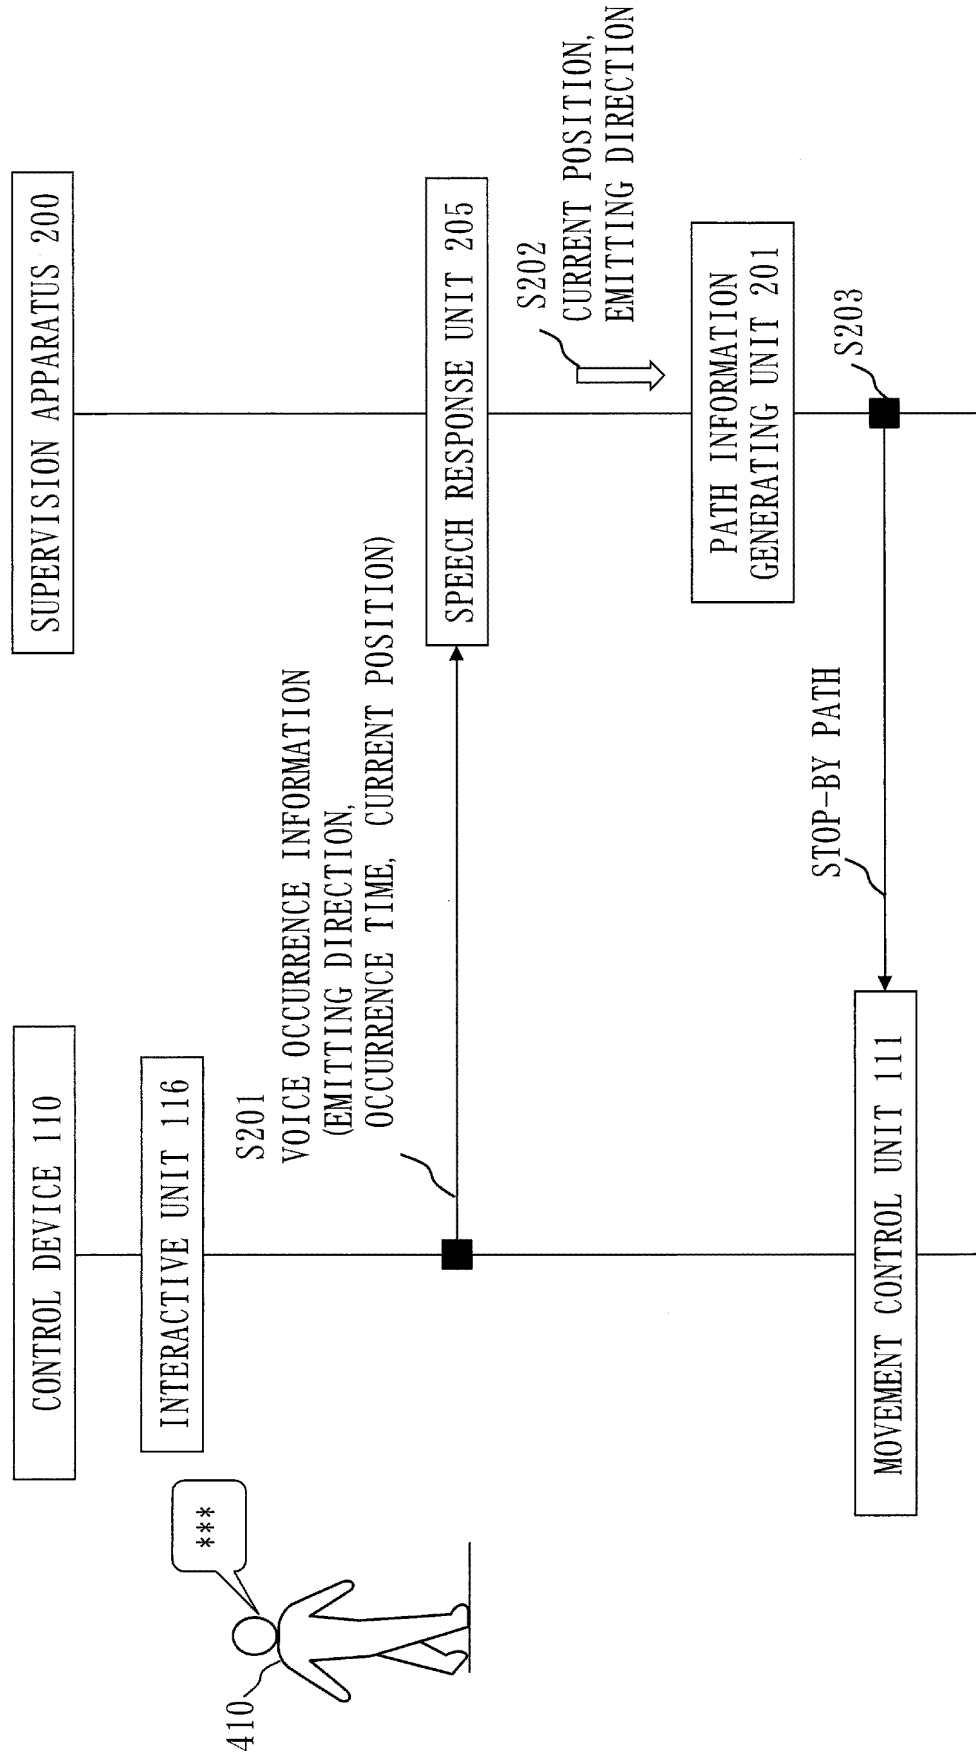 CONTROL DEVICE 110
SUPERVISION APPARATUS 200
INTERACTIVE UNIT 116
***
410
S201
VOICE OCCURRENCE INFORMATION
(EMITTING DIRECTION,
OCCURRENCE TIME, CURRENT POSITION)
SPEECH RESPONSE UNIT 205
S202
CURRENT POSITION,
EMITTING DIRECTION
PATH INFORMATION
GENERATING UNIT 201
S203
STOP-BY PATH
MOVEMENT CONTROL UNIT 111